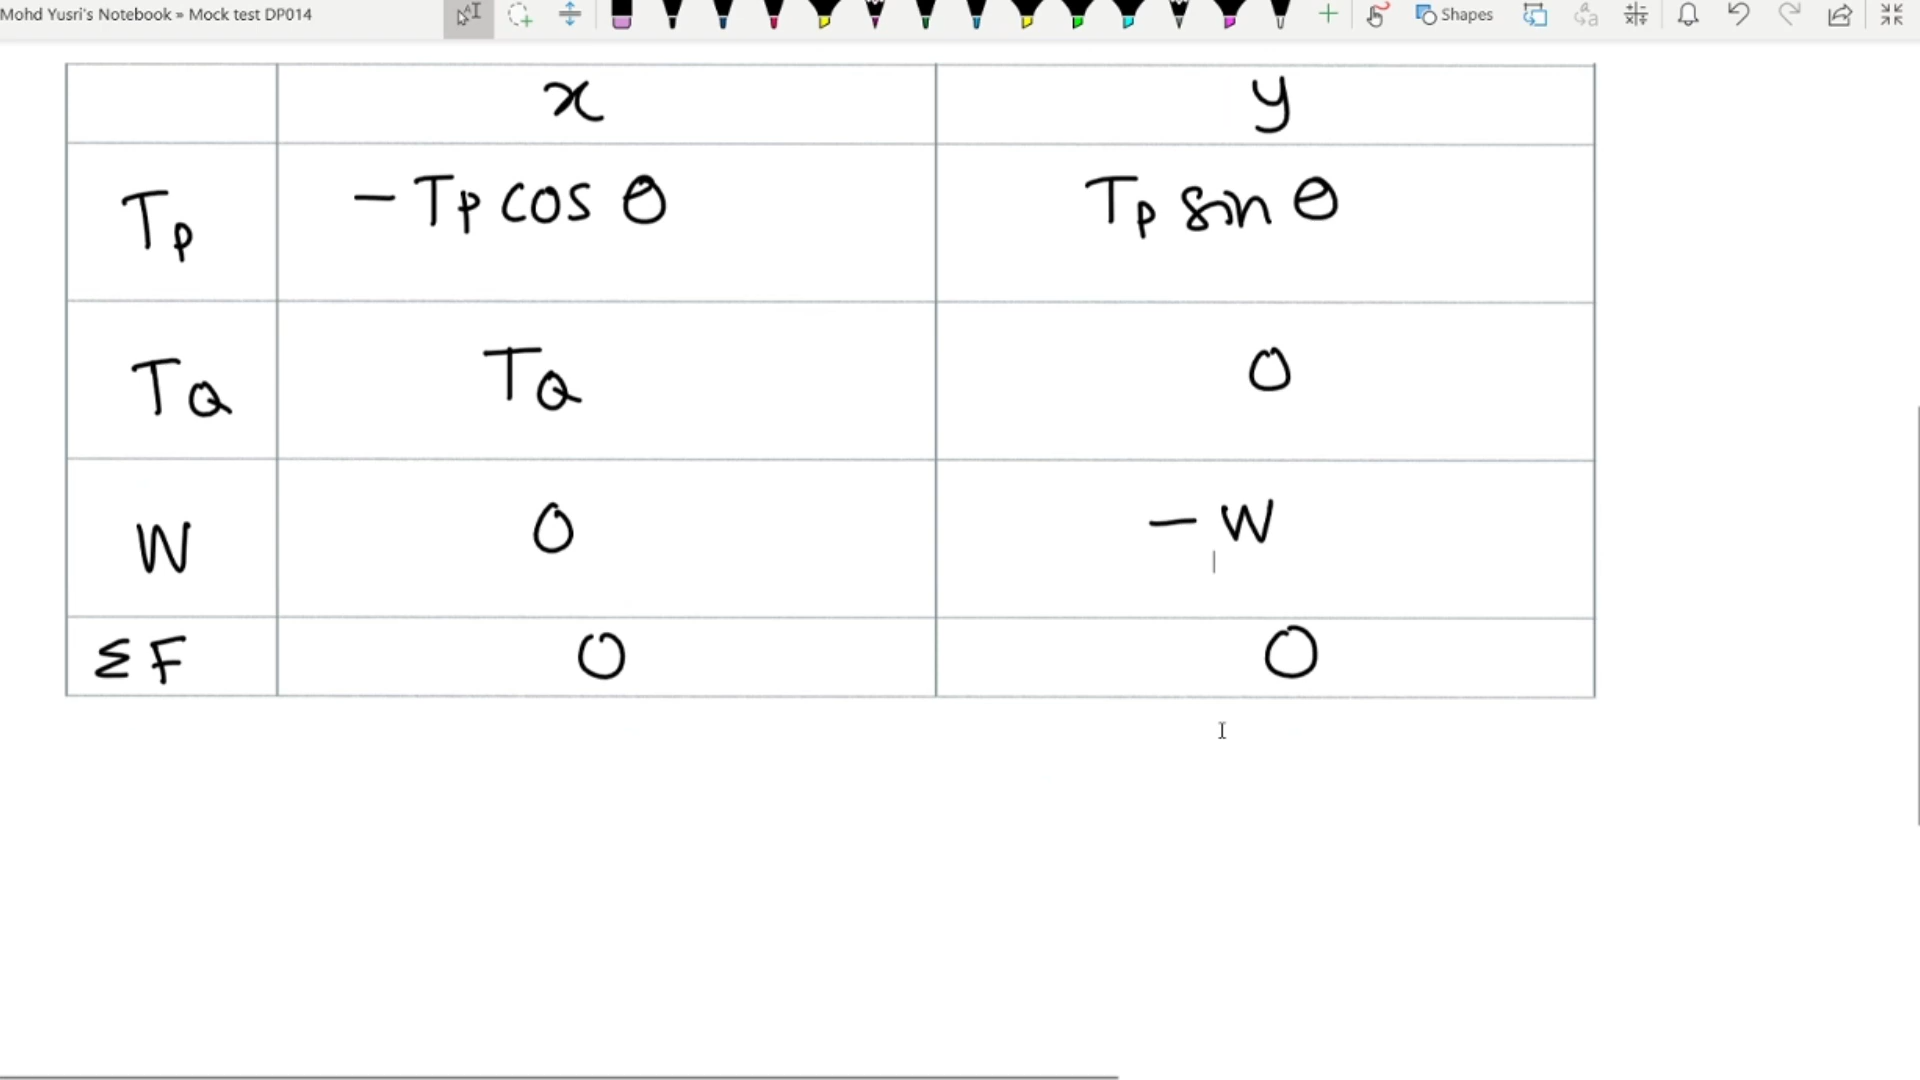 Mohd Yusri's Notebook » Mock test DP014
Shapes
x y
Tp - Tp cos θ Tp sin θ
TQ TQ 0
W 0 - W
ΣF 0 0